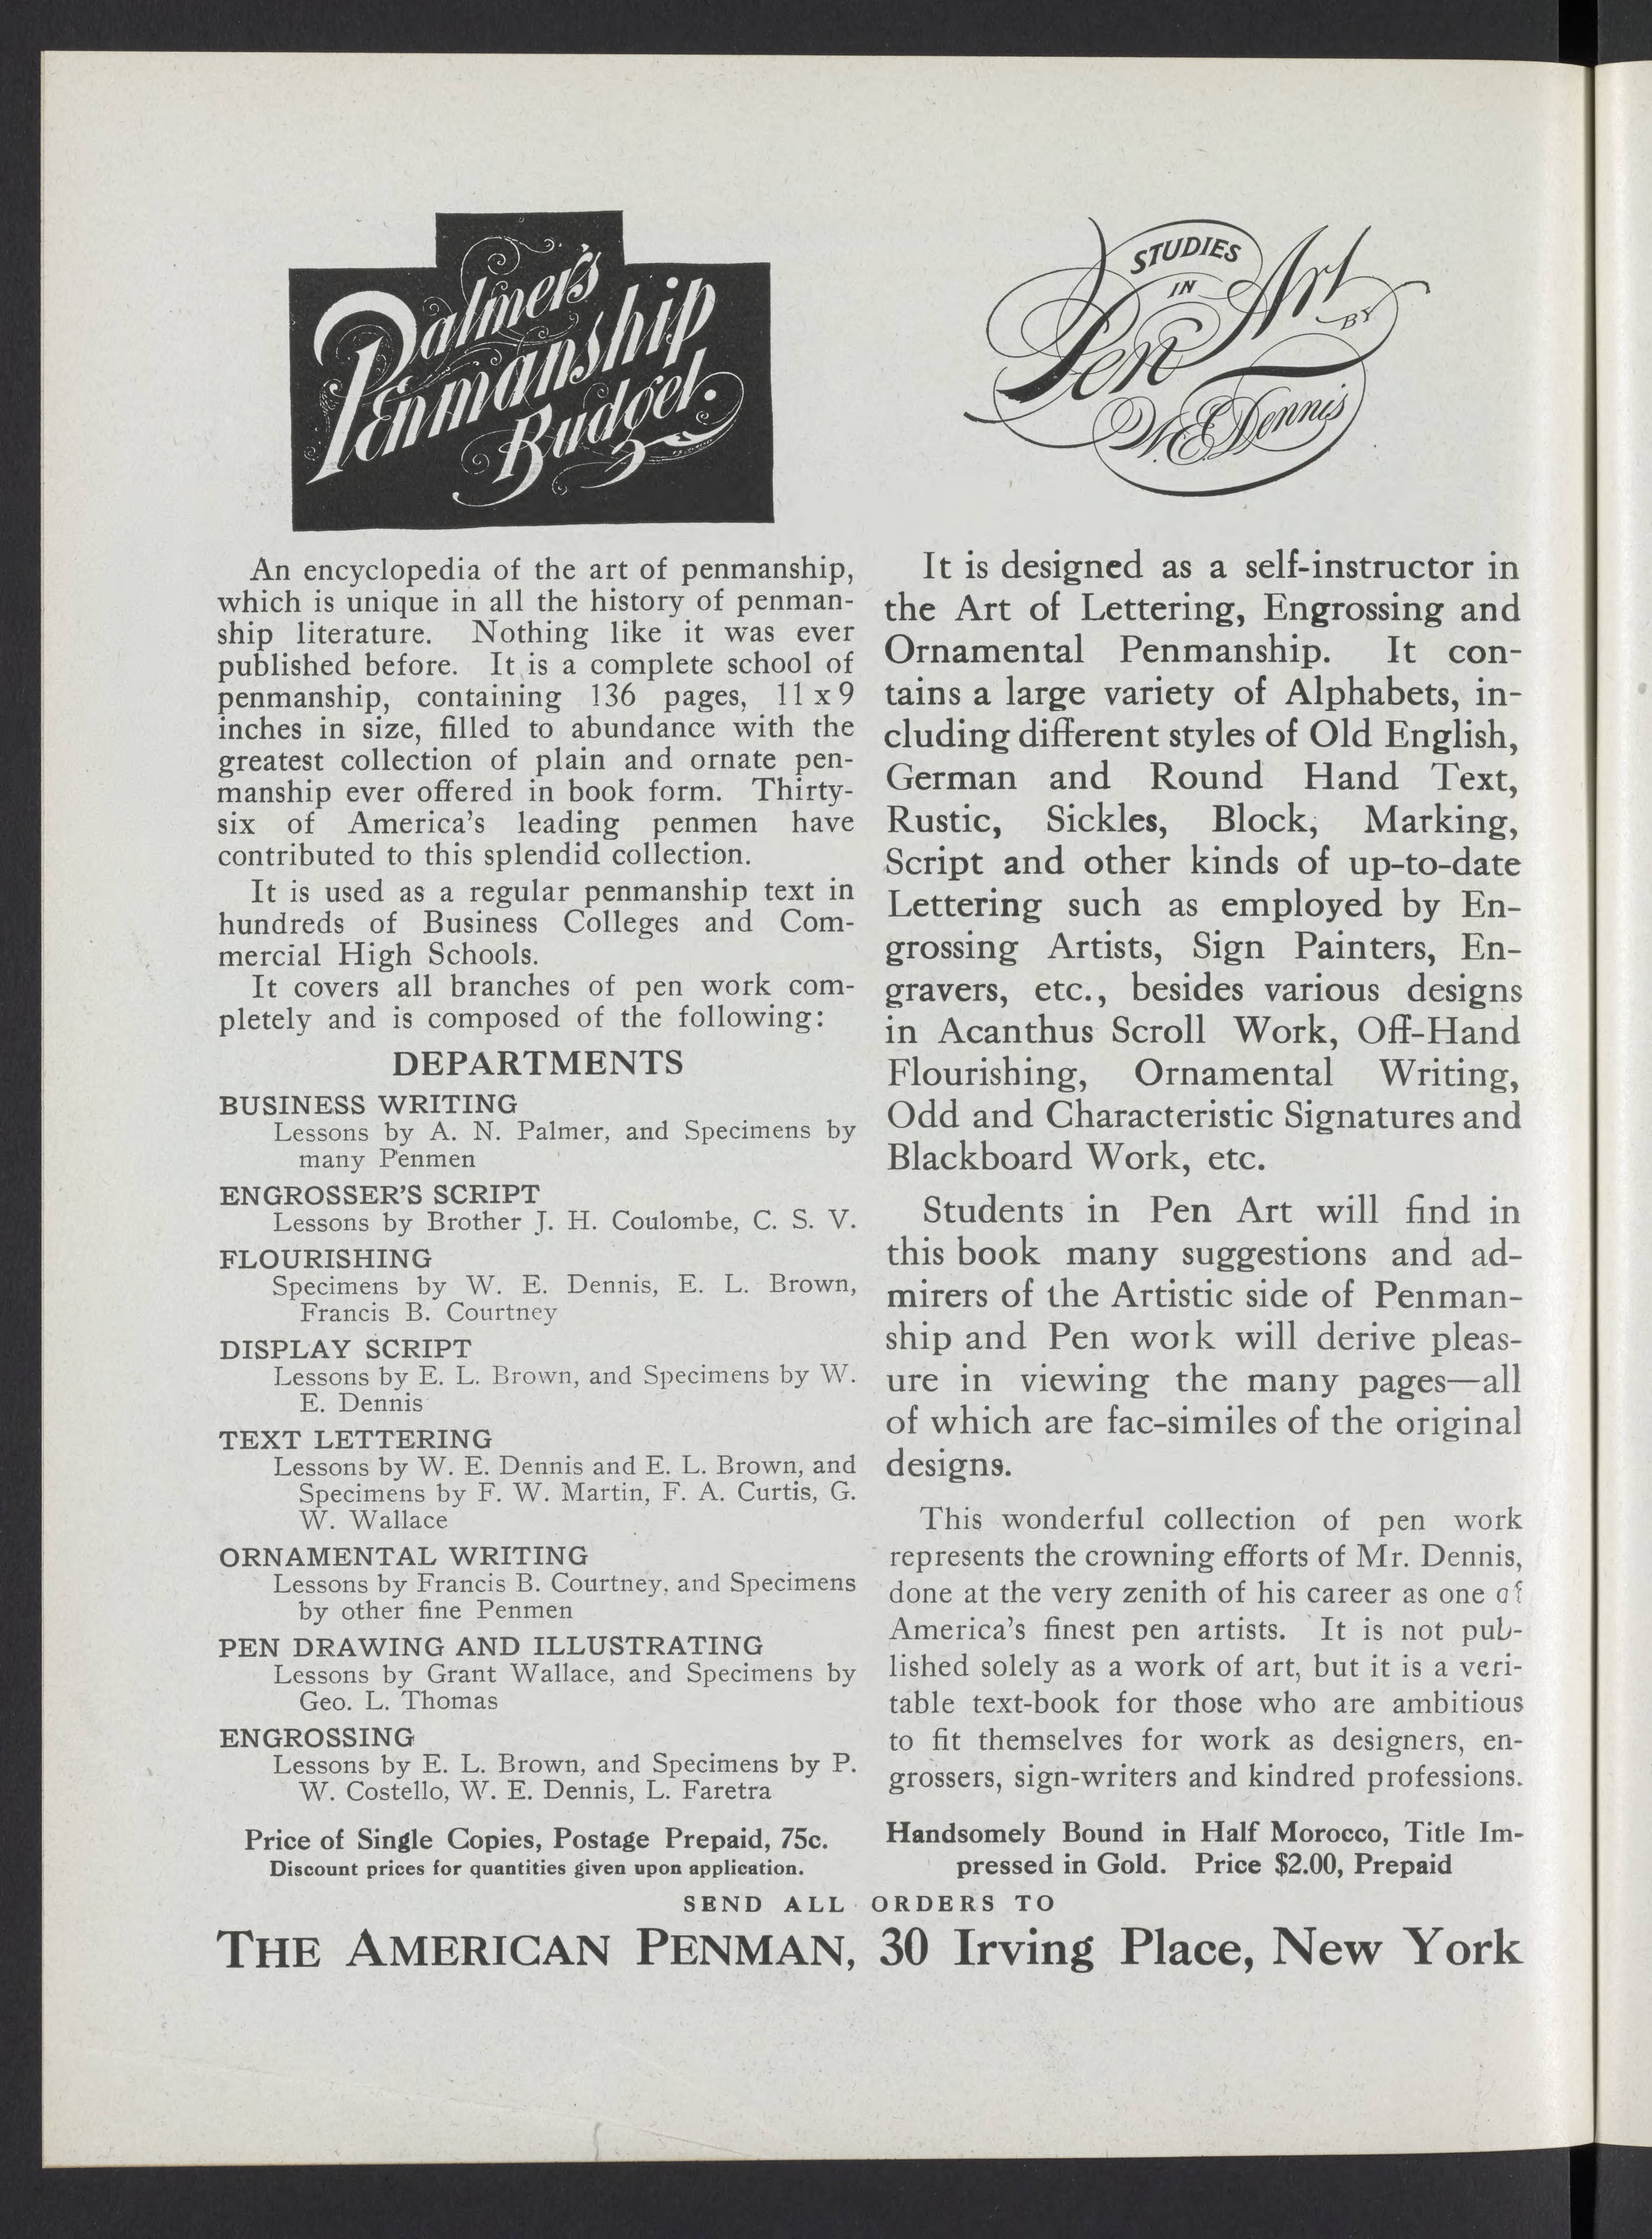 Palmer's
Penmanship
Budget.
An encyclopedia of the art of penmanship,
which is unique in all the history of penman-
ship literature. Nothing like it was ever
published before. It is a complete school of
penmanship, containing 136 pages, 11 x 9
inches in size, filled to abundance with the
greatest collection of plain and ornate pen-
manship ever offered in book form. Thirty-
six of America's leading penmen have
contributed to this splendid collection.
It is used as a regular penmanship text in
hundreds of Business Colleges and Com-
mercial High Schools.
It covers all branches of pen work com-
pletely and is composed of the following:
DEPARTMENTS
BUSINESS WRITING
Lessons by A. N. Palmer, and Specimens by
many Penmen
ENGROSSER'S SCRIPT
Lessons by Brother J. H. Coulombe, C. S. V.
FLOURISHING
Specimens by W. E. Dennis, E. L. Brown,
Francis B. Courtney
DISPLAY SCRIPT
Lessons by E. L. Brown, and Specimens by W.
E. Dennis
TEXT LETTERING
Lessons by W. E. Dennis and E. L. Brown, and
Specimens by F. W. Martin, F. A. Curtis, G.
W. Wallace
ORNAMENTAL WRITING
Lessons by Francis B. Courtney, and Specimens
by other fine Penmen
PEN DRAWING AND ILLUSTRATING
Lessons by Grant Wallace, and Specimens by
Geo. L. Thomas
ENGROSSING
Lessons by E. L. Brown, and Specimens by P.
W. Costello, W. E. Dennis, L. Faretra
Price of Single Copies, Postage Prepaid, 75c.
Discount prices for quantities given upon application.
STUDIES
IN
Pen Art
BY
W. E. Dennis
It is designed as a self-instructor in
the Art of Lettering, Engrossing and
Ornamental Penmanship. It con-
tains a large variety of Alphabets, in-
cluding different styles of Old English,
German and Round Hand Text,
Rustic, Sickles, Block, Marking,
Script and other kinds of up-to-date
Lettering such as employed by En-
grossing Artists, Sign Painters, En-
gravers, etc., besides various designs
in Acanthus Scroll Work, Off-Hand
Flourishing, Ornamental Writing,
Odd and Characteristic Signatures and
Blackboard Work, etc.
Students in Pen Art will find in
this book many suggestions and ad-
mirers of the Artistic side of Penman-
ship and Pen work will derive pleas-
ure in viewing the many pages—all
of which are fac-similes of the original
designs.
This wonderful collection of pen work
represents the crowning efforts of Mr. Dennis,
done at the very zenith of his career as one of
America's finest pen artists. It is not pub-
lished solely as a work of art, but it is a veri-
table text-book for those who are ambitious
to fit themselves for work as designers, en-
grossers, sign-writers and kindred professions.
Handsomely Bound in Half Morocco, Title Im-
pressed in Gold. Price $2.00, Prepaid
SEND ALL ORDERS TO
THE AMERICAN PENMAN, 30 Irving Place, New York